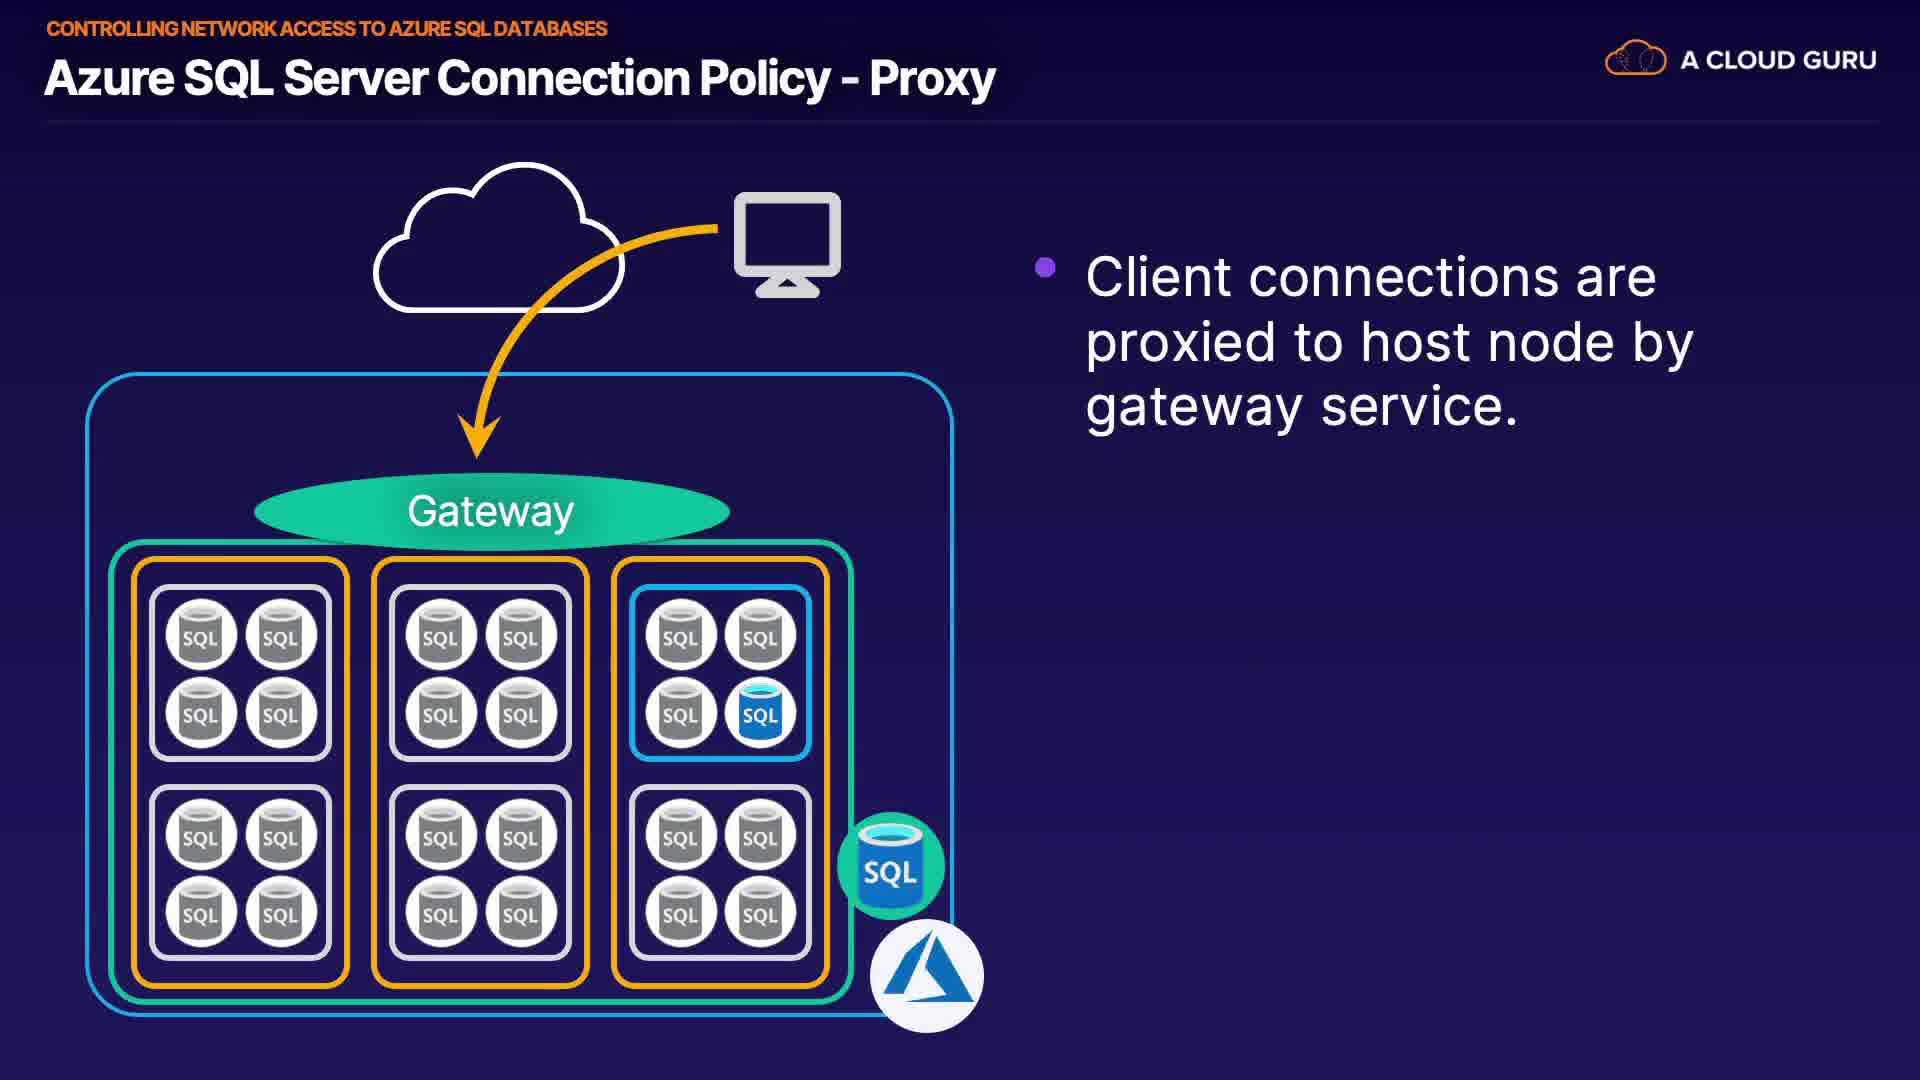 CONTROLLING NETWORK ACCESS TO AZURE SQL DATABASES
Azure SQL Server Connection Policy - Proxy
A CLOUD GURU
Client connections are
proxied to host node by
gateway service.
Gateway
SQL SQL SQL SQL SQL SQL
SQL SQL SQL SQL SQL SQL
SQL SQL SQL SQL SQL SQL
SQL
SQL SQL SQL SQL SQL SQL